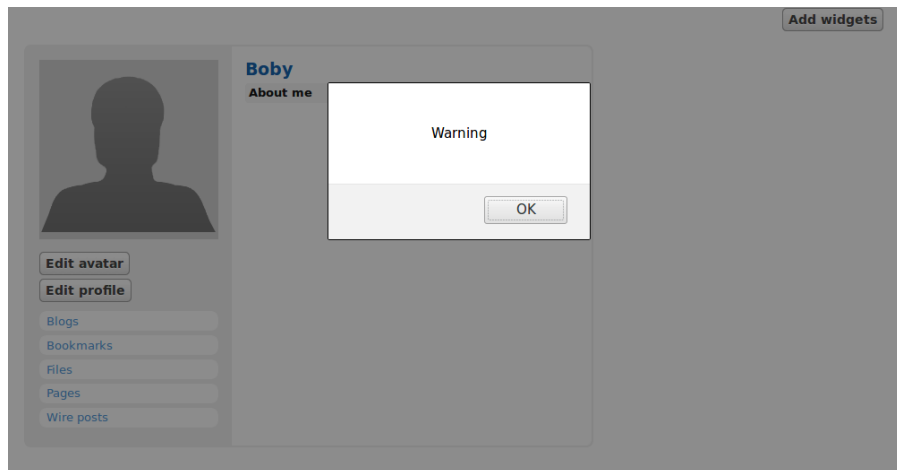 Add widgets
Boby
About me
Warning
OK
Edit avatar
Edit profile
Blogs
Bookmarks
Files
Pages
Wire posts